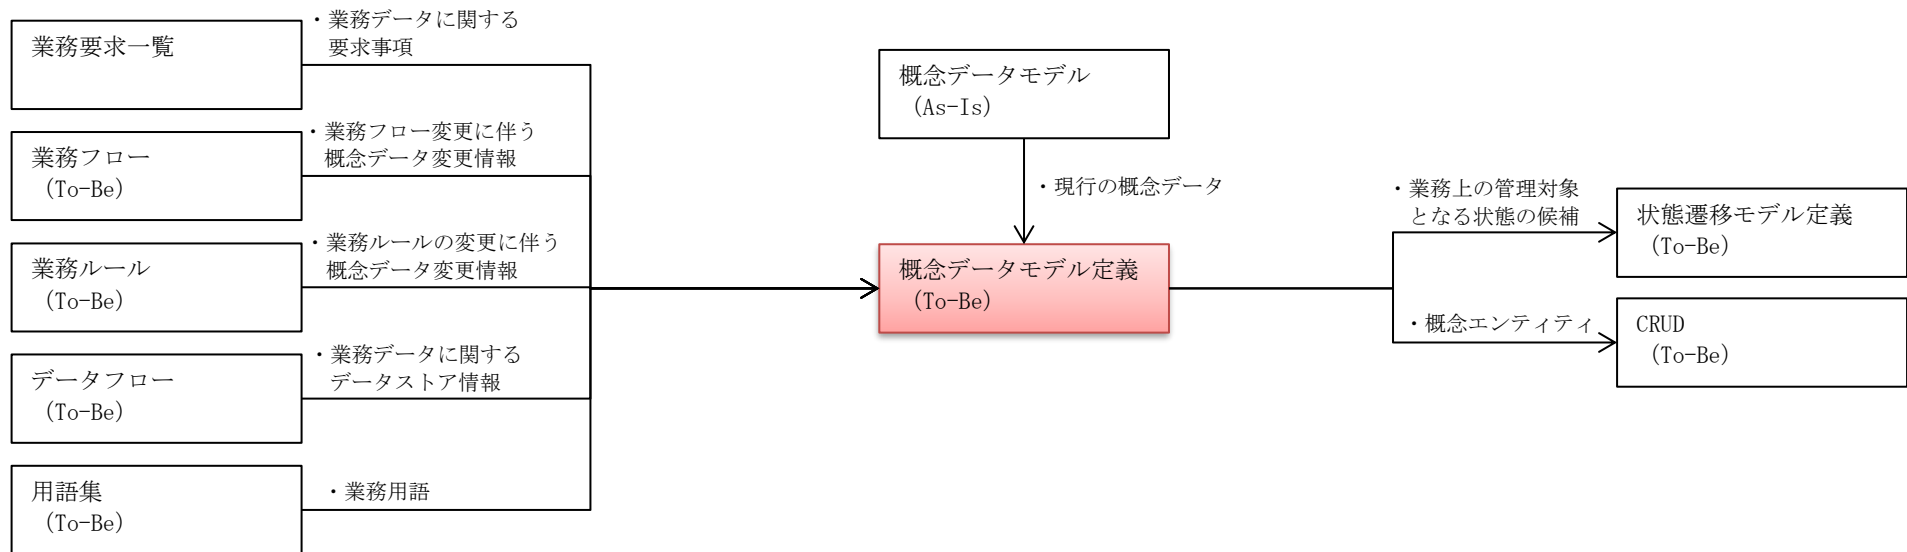 業務要求一覧
・業務データに関する
要求事項
業務フロー
(To-Be)
・業務フロー変更に伴う
概念データ変更情報
業務ルール
(To-Be)
・業務ルールの変更に伴う
概念データ変更情報
データフロー
(To-Be)
・業務データに関する
データストア情報
用語集
(To-Be)
・業務用語
概念データモデル
(As-Is)
・現行の概念データ
概念データモデル定義
(To-Be)
・業務上の管理対象
となる状態の候補
状態遷移モデル定義
(To-Be)
・概念エンティティ
CRUD
(To-Be)